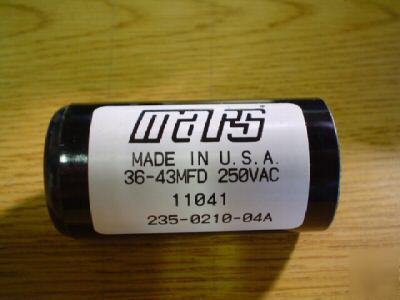 mars
MADE IN U.S.A.
36-43MFD 250VAC
11041
235-0210-04A